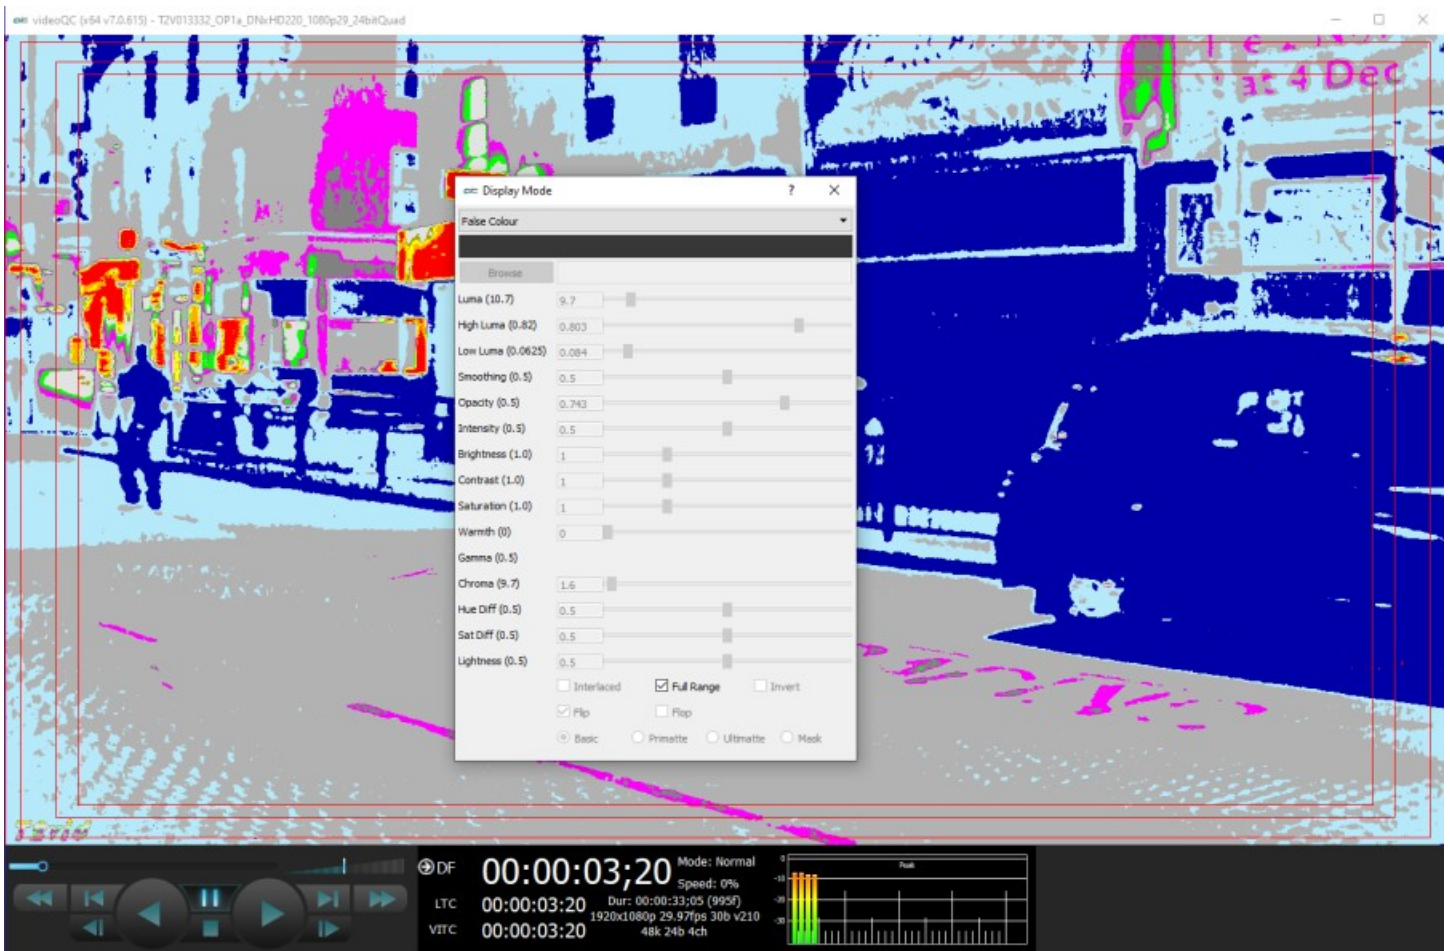 videoQC (x64 v7.0.615) - T2V013332_OP1a_DNxHD220_1080p29_24bitQuad
at 4 Dec
Display Mode
?
False Colour
Browse
Luma (10.7) 9.7
High Luma (0.82) 0.803
Low Luma (0.0625) 0.084
Smoothing (0.5) 0.5
Opacity (0.5) 0.743
Intensity (0.5) 0.5
Brightness (1.0) 1
Contrast (1.0) 1
Saturation (1.0) 1
Warmth (0) 0
Gamma (0.5)
Chroma (9.7) 1.6
Hue Diff (0.5) 0.5
Sat Diff (0.5) 0.5
Lightness (0.5) 0.5
Interlaced Full Range Invert
Flip Flop
Basic Primatte Ultimatte Mask
DF 00:00:03;20 Mode: Normal
Speed: 0%
LTC 00:00:03:20 Dur: 00:00:33;05 (995f)
1920x1080p 29.97fps 30b v210
VITC 00:00:03:20 48k 24b 4ch
Peak
0
-10
-20
-30